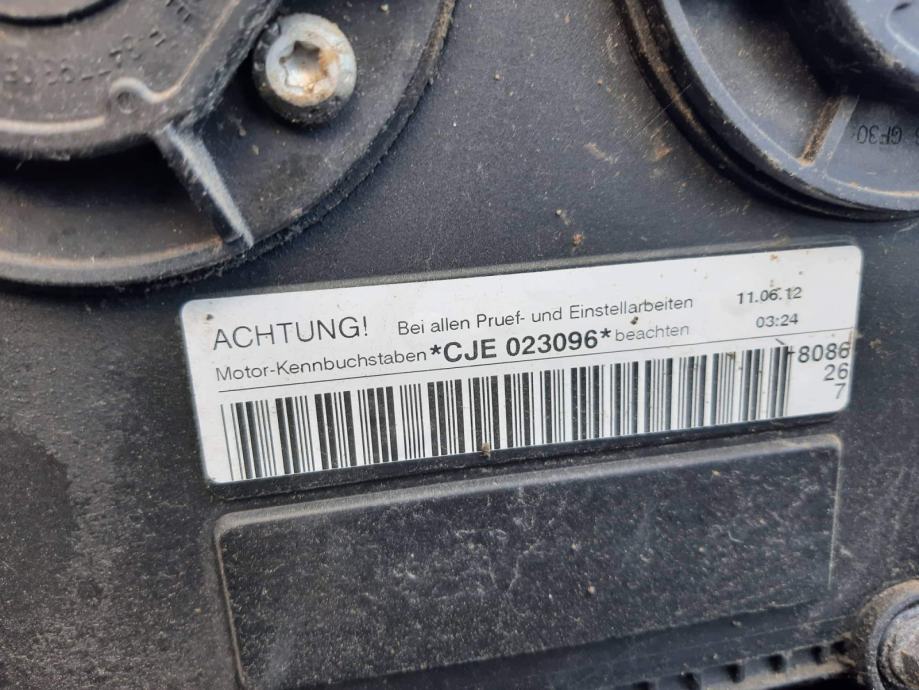 ACHTUNG! Bei allen Pruef- und Einstellarbeiten 11.06.12
Motor-Kennbuchstaben *CJE 023096* beachten 03:24
8086
26
7
GF30